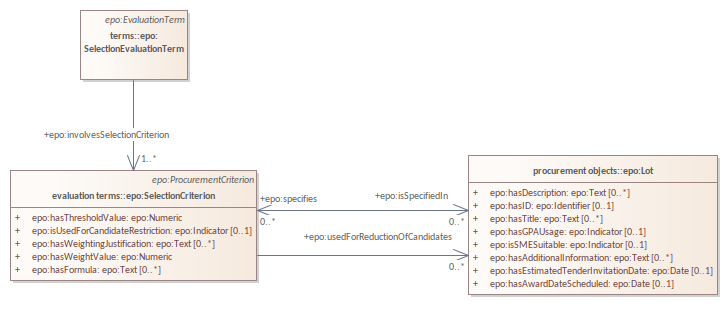 epo:EvaluationTerm
terms::epo:
SelectionEvaluationTerm
+epo:involvesSelectionCriterion
1..*
epo:ProcurementCriterion
evaluation terms::epo:SelectionCriterion
+ epo:hasThresholdValue: epo:Numeric
+ epo:isUsedForCandidateRestriction: epo:Indicator [0..1]
+ epo:hasWeightingJustification: epo:Text [0..*]
+ epo:hasWeightValue: epo:Numeric
+ epo:hasFormula: epo:Text [0..*]
+epo:specifies
0..*
+epo:isSpecifiedIn
0..*
+epo:usedForReductionOfCandidates
0..*
procurement objects::epo:Lot
+ epo:hasDescription: epo:Text [0..*]
+ epo:hasID: epo:Identifier [0..1]
+ epo:hasTitle: epo:Text [0..*]
+ epo:hasGPAUsage: epo:Indicator [0..1]
+ epo:isSMESuitable: epo:Indicator [0..1]
+ epo:hasAdditionalInformation: epo:Text [0..*]
+ epo:hasEstimatedTenderInvitationDate: epo:Date [0..1]
+ epo:hasAwardDateScheduled: epo:Date [0..1]